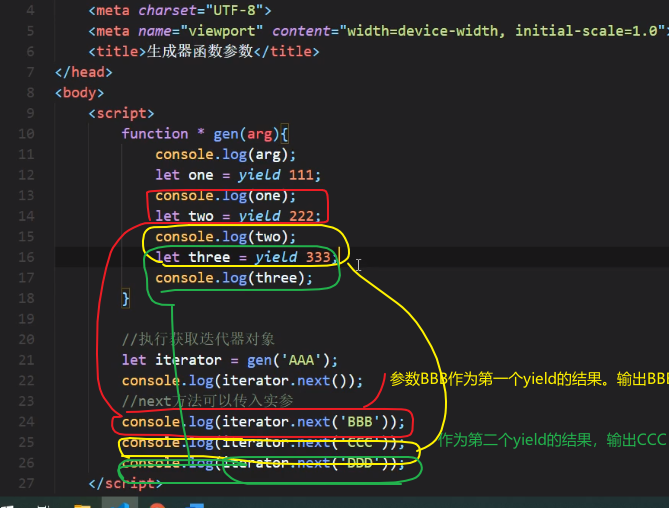 4 <meta charset="UTF-8">
5 <meta name="viewport" content="width=device-width, initial-scale=1.0"
6 <title>生成器函数参数</title>
7 </head>
8 <body>
9 <script>
10 function * gen(arg){
11 console.log(arg);
12 let one = yield 111;
13 console.log(one);
14 let two = yield 222;
15 console.log(two);
16 let three = yield 333;
17 console.log(three);
18 }
19
20 //执行获取迭代器对象
21 let iterator = gen('AAA');
22 console.log(iterator.next());
参数BBB作为第一个yield的结果。输出BBB
23 //next方法可以传入实参
24 console.log(iterator.next('BBB'));
25 console.log(iterator.next('CCC'));
作为第二个yield的结果，输出CCC
26 console.log(iterator.next('DDD'));
27 </script>